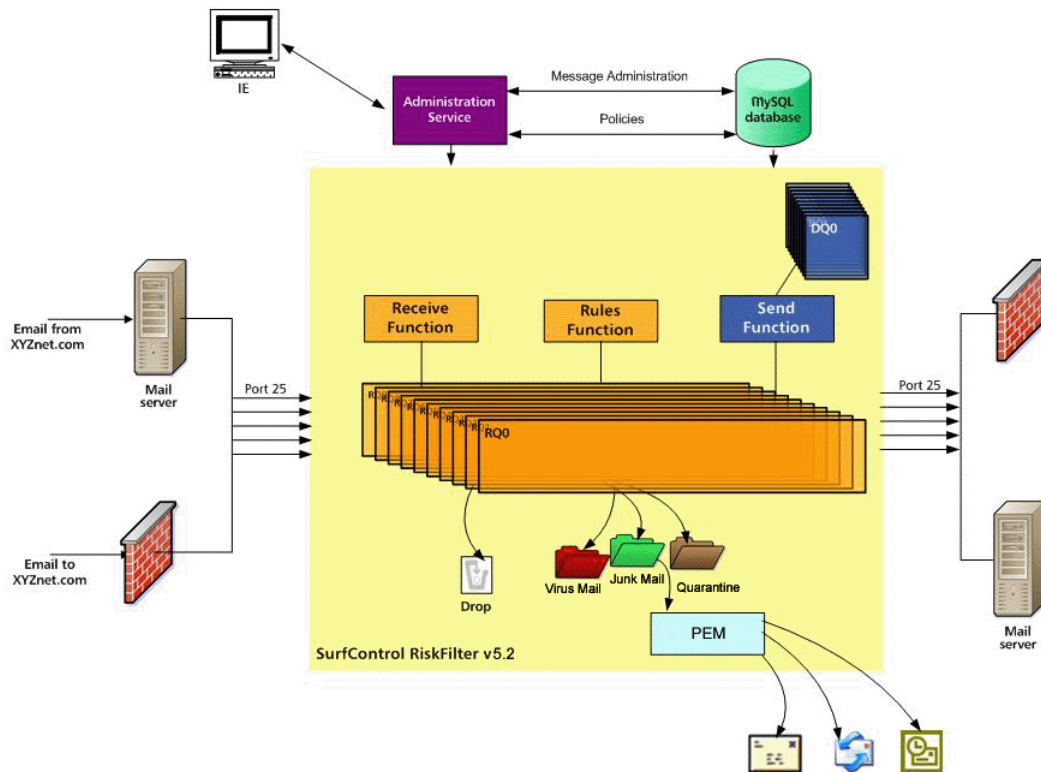 IE
Administration
Service
Message Administration
Policies
MySQL
database
DQ0
Receive
Function
Rules
Function
Send
Function
Email from
XYZnet.com
Mail
server
Port 25
Port 25
RQ0
Email to
XYZnet.com
Drop
Virus Mail
Junk Mail
Quarantine
PEM
SurfControl RiskFilter v5.2
Mail
server